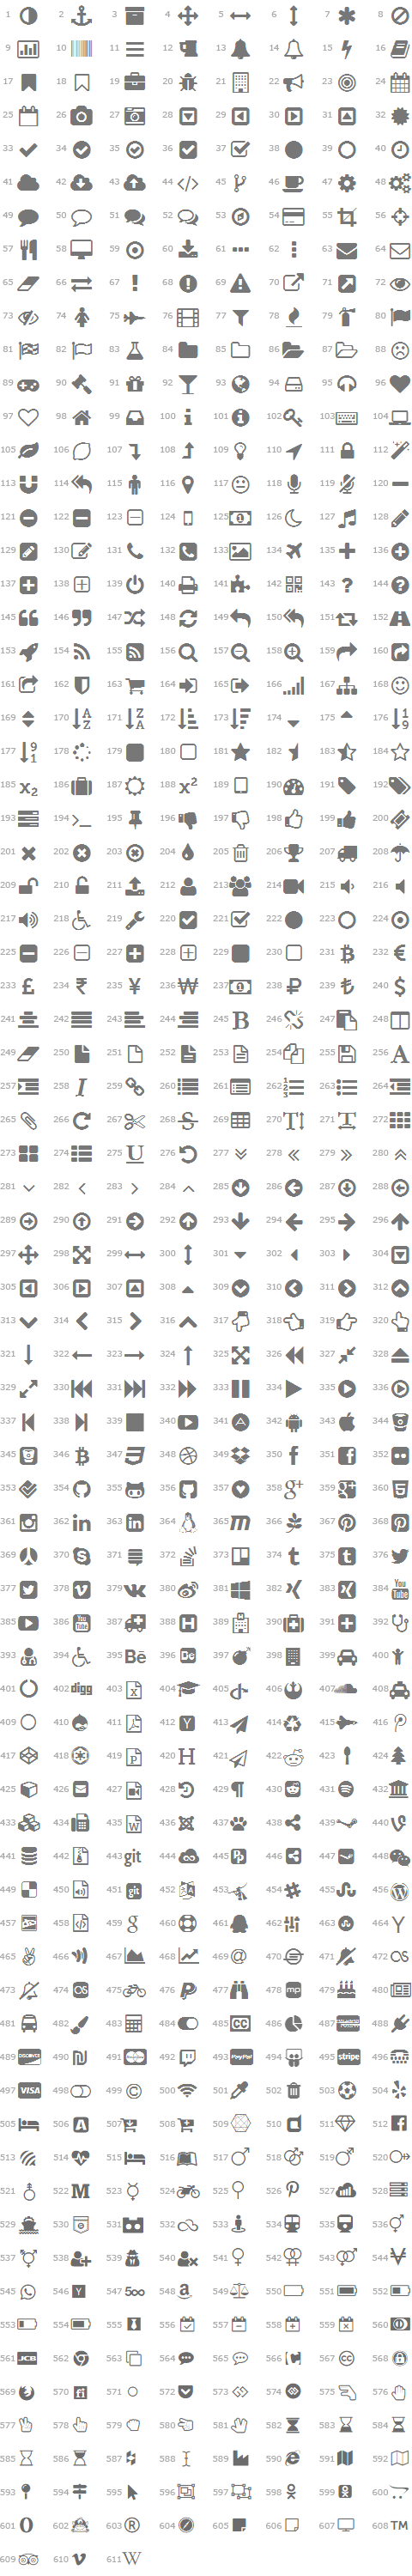 1 2 3 4 5 6 7 8
9 10 11 12 13 14 15 16
17 18 19 20 21 22 23 24
25 26 27 28 29 30 31 32
33 34 35 36 37 38 39 40
41 42 43 44 </> 45 46 47 48
49 50 51 52 53 54 55 56
57 58 59 60 61 62 63 64
65 66 67 ! 68 69 70 71 72
73 74 75 76 77 78 79 80
81 82 83 84 85 86 87 88
89 90 91 92 93 94 95 96
97 98 99 100 i 101 102 103 104
105 106 107 108 109 110 111 112
113 114 115 116 117 118 119 120
121 122 123 124 125 126 127 128
129 130 131 132 133 134 135 136
137 138 139 140 141 142 143 ? 144 ?
145 “ 146 ” 147 148 149 150 151 152
153 154 155 156 157 158 159 160
161 162 163 164 165 166 167 168
169 170 A Z 171 Z A 172 173 174 175 176 1 9
177 9 1 178 179 180 181 182 183 184
185 x2 186 187 188 x2 189 190 191 192
193 194 >_ 195 196 197 198 199 200
201 202 203 204 205 206 207 208
209 210 211 212 213 214 215 216
217 218 219 220 221 222 223 224
225 226 227 228 229 230 231 232 €
233 £ 234 ₹ 235 ¥ 236 ₩ 237 238 ₽ 239 ₺ 240 $
241 242 243 244 245 B 246 247 248
249 250 251 252 253 254 255 256 A
257 258 I 259 260 261 262 263 264
265 266 267 268 S 269 270 T 271 T 272
273 274 275 U 276 277 278 279 280
281 282 283 284 285 286 287 288
289 290 291 292 293 294 295 296
297 298 299 300 301 302 303 304
305 306 307 308 309 310 311 312
313 314 315 316 317 318 319 320
321 322 323 324 325 326 327 328
329 330 331 332 333 334 335 336
337 338 339 340 341 342 343 344
345 346 347 348 349 350 351 352
353 354 355 356 357 358 g+ 359 g+ 360
361 362 in 363 in 364 365 366 367 368
369 370 371 372 373 374 t 375 t 376
377 378 379 380 381 382 383 384 You Tube
385 386 You Tube 387 388 H 389 390 391 392
393 394 395 Bē 396 397 398 399 400
401 402 digg 403 404 405 406 407 408
409 410 411 412 Y 413 414 415 416
417 418 419 P 420 H 421 422 423 424
425 426 427 428 429 ¶ 430 431 432
433 434 435 W 436 437 438 439 440
441 442 443 git 444 445 446 447 448
449 450 451 git 452 453 454 455 456
457 458 459 g 460 461 462 463 464 Y
465 466 467 468 469 @ 470 471 472
473 474 475 476 477 478 mp 479 480
481 482 483 484 485 CC 486 487 488
489 DISCOVER 490 491 492 493 PayPal 494 495 stripe 496
497 VISA 498 499 © 500 501 502 503 504
505 506 A 507 508 509 510 511 512
513 514 515 516 517 518 519 520
521 522 M 523 524 525 526 527 528
529 530 531 532 533 534 535 536
537 538 539 540 541 542 543 544
545 546 Y 547 500 548 a 549 550 551 552
553 554 555 556 557 558 559 560
561 JCB 562 563 564 565 566 567 cc 568
569 570 571 572 573 574 575 576
577 578 579 580 581 582 583 584
585 586 587 588 589 590 591 592
593 594 595 596 597 598 599 600
601 602 603 ® 604 605 606 607 608 TM
609 610 611 W